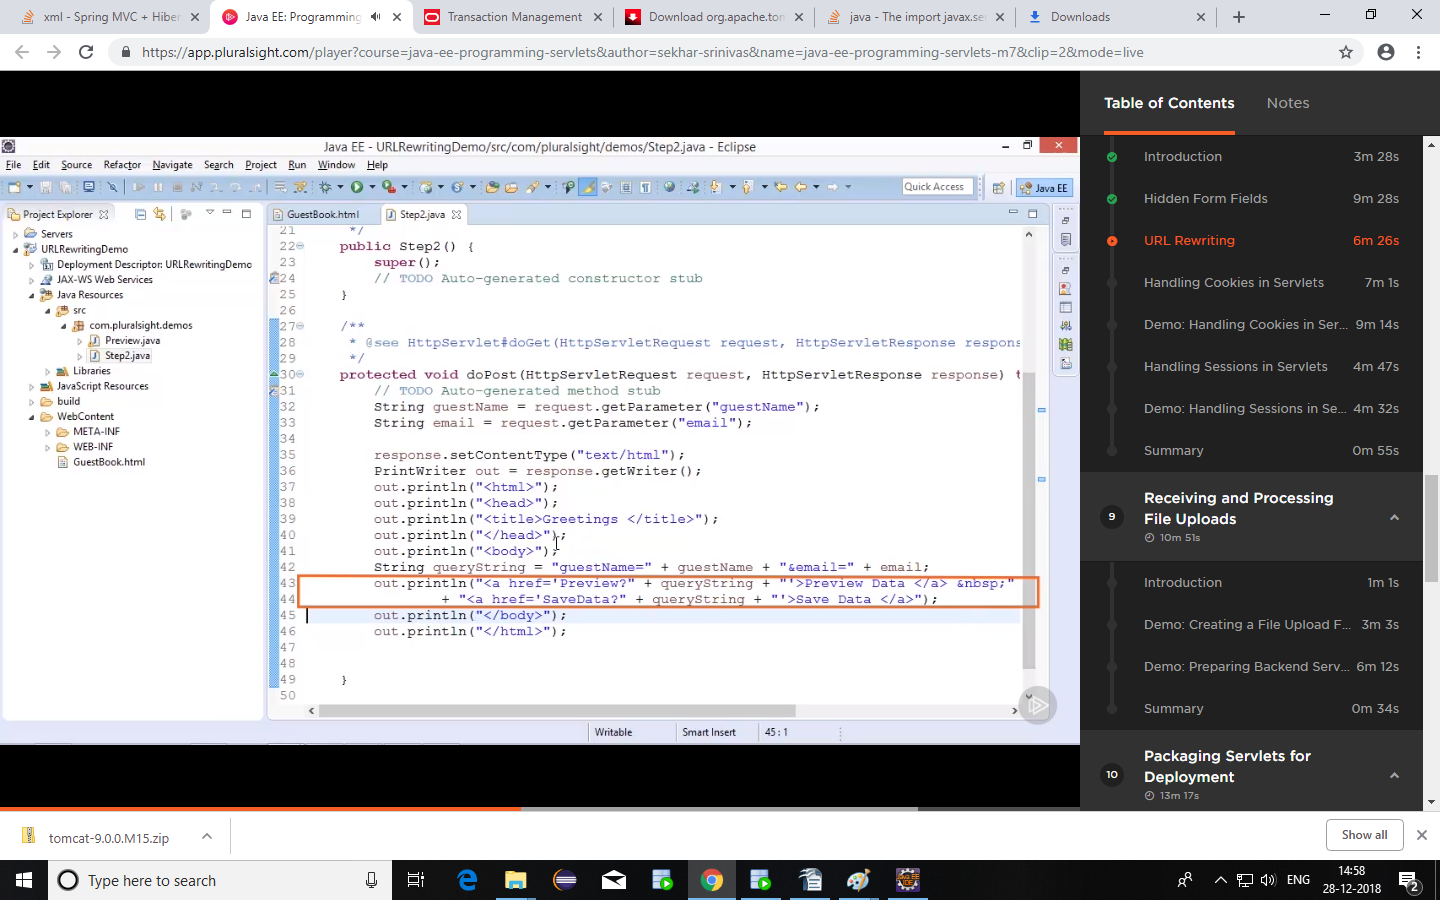 xml - Spring MVC + Hiber
Java EE: Programming
Transaction Management
Download org.apache.ton
java - The import javax.se
Downloads
https://app.pluralsight.com/player?course=java-ee-programming-servlets&author=sekhar-srinivas&name=java-ee-programming-servlets-m7&clip=2&mode=live
Java EE - URLRewritingDemo/src/com/pluralsight/demos/Step2.java - Eclipse
File Edit Source Refactor Navigate Search Project Run Window Help
Quick Access
Java EE
Project Explorer
Servers
URLRewritingDemo
Deployment Descriptor: URLRewritingDemo
JAX-WS Web Services
Java Resources
src
com.pluralsight.demos
Preview.java
Step2.java
Libraries
JavaScript Resources
build
WebContent
META-INF
WEB-INF
GuestBook.html
GuestBook.html
Step2.java
21 */
22 public Step2() {
23 super();
24 // TODO Auto-generated constructor stub
25 }
26
27 /**
28 * @see HttpServlet#doGet(HttpServletRequest request, HttpServletResponse respons
29 */
30 protected void doPost(HttpServletRequest request, HttpServletResponse response) t
31 // TODO Auto-generated method stub
32 String guestName = request.getParameter("guestName");
33 String email = request.getParameter("email");
34
35 response.setContentType("text/html");
36 PrintWriter out = response.getWriter();
37 out.println("<html>");
38 out.println("<head>");
39 out.println("<title>Greetings </title>");
40 out.println("</head>");
41 out.println("<body>");
42 String queryString = "guestName=" + guestName + "&email=" + email;
43 out.println("<a href='Preview?" + queryString + "'>Preview Data </a> &nbsp;"
44 + "<a href='SaveData?" + queryString + "'>Save Data </a>");
45 out.println("</body>");
46 out.println("</html>");
47
48
49 }
50
Writable
Smart Insert
45 : 1
Table of Contents
Notes
Introduction 3m 28s
Hidden Form Fields 9m 28s
URL Rewriting 6m 26s
Handling Cookies in Servlets 7m 1s
Demo: Handling Cookies in Ser... 9m 14s
Handling Sessions in Servlets 4m 47s
Demo: Handling Sessions in Se... 4m 32s
Summary 0m 55s
9 Receiving and Processing
File Uploads
10m 51s
Introduction 1m 1s
Demo: Creating a File Upload F... 3m 3s
Demo: Preparing Backend Serv... 6m 12s
Summary 0m 34s
10 Packaging Servlets for
Deployment
13m 17s
tomcat-9.0.0.M15.zip
Show all
Type here to search
ENG
14:58
28-12-2018
2